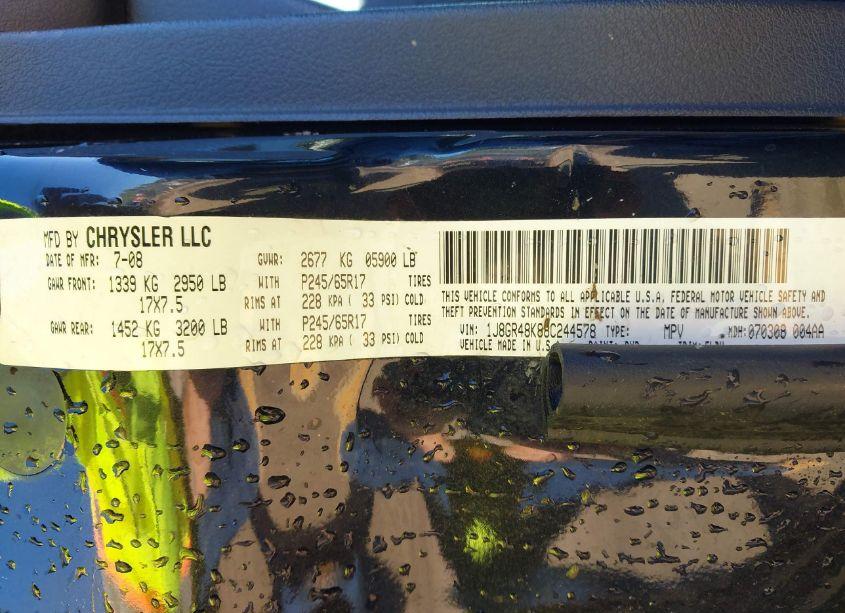 MFD BY CHRYSLER LLC
DATE OF MFR: 7-08 GVWR: 2677 KG 05900 LB
GAWR FRONT: 1339 KG 2950 LB WITH P245/65R17 TIRES
17X7.5 RIMS AT 228 KPA ( 33 PSI) COLD
GAWR REAR: 1452 KG 3200 LB WITH P245/65R17 TIRES
17X7.5 RIMS AT 228 KPA ( 33 PSI) COLD
THIS VEHICLE CONFORMS TO ALL APPLICABLE U.S.A. FEDERAL MOTOR VEHICLE SAFETY AND
THEFT PREVENTION STANDARDS IN EFFECT ON THE DATE OF MANUFACTURE SHOWN ABOVE.
VIN: 1J8GR48K88C244578 TYPE: MPV MDH: 070308 004AA
VEHICLE MADE IN U.S.